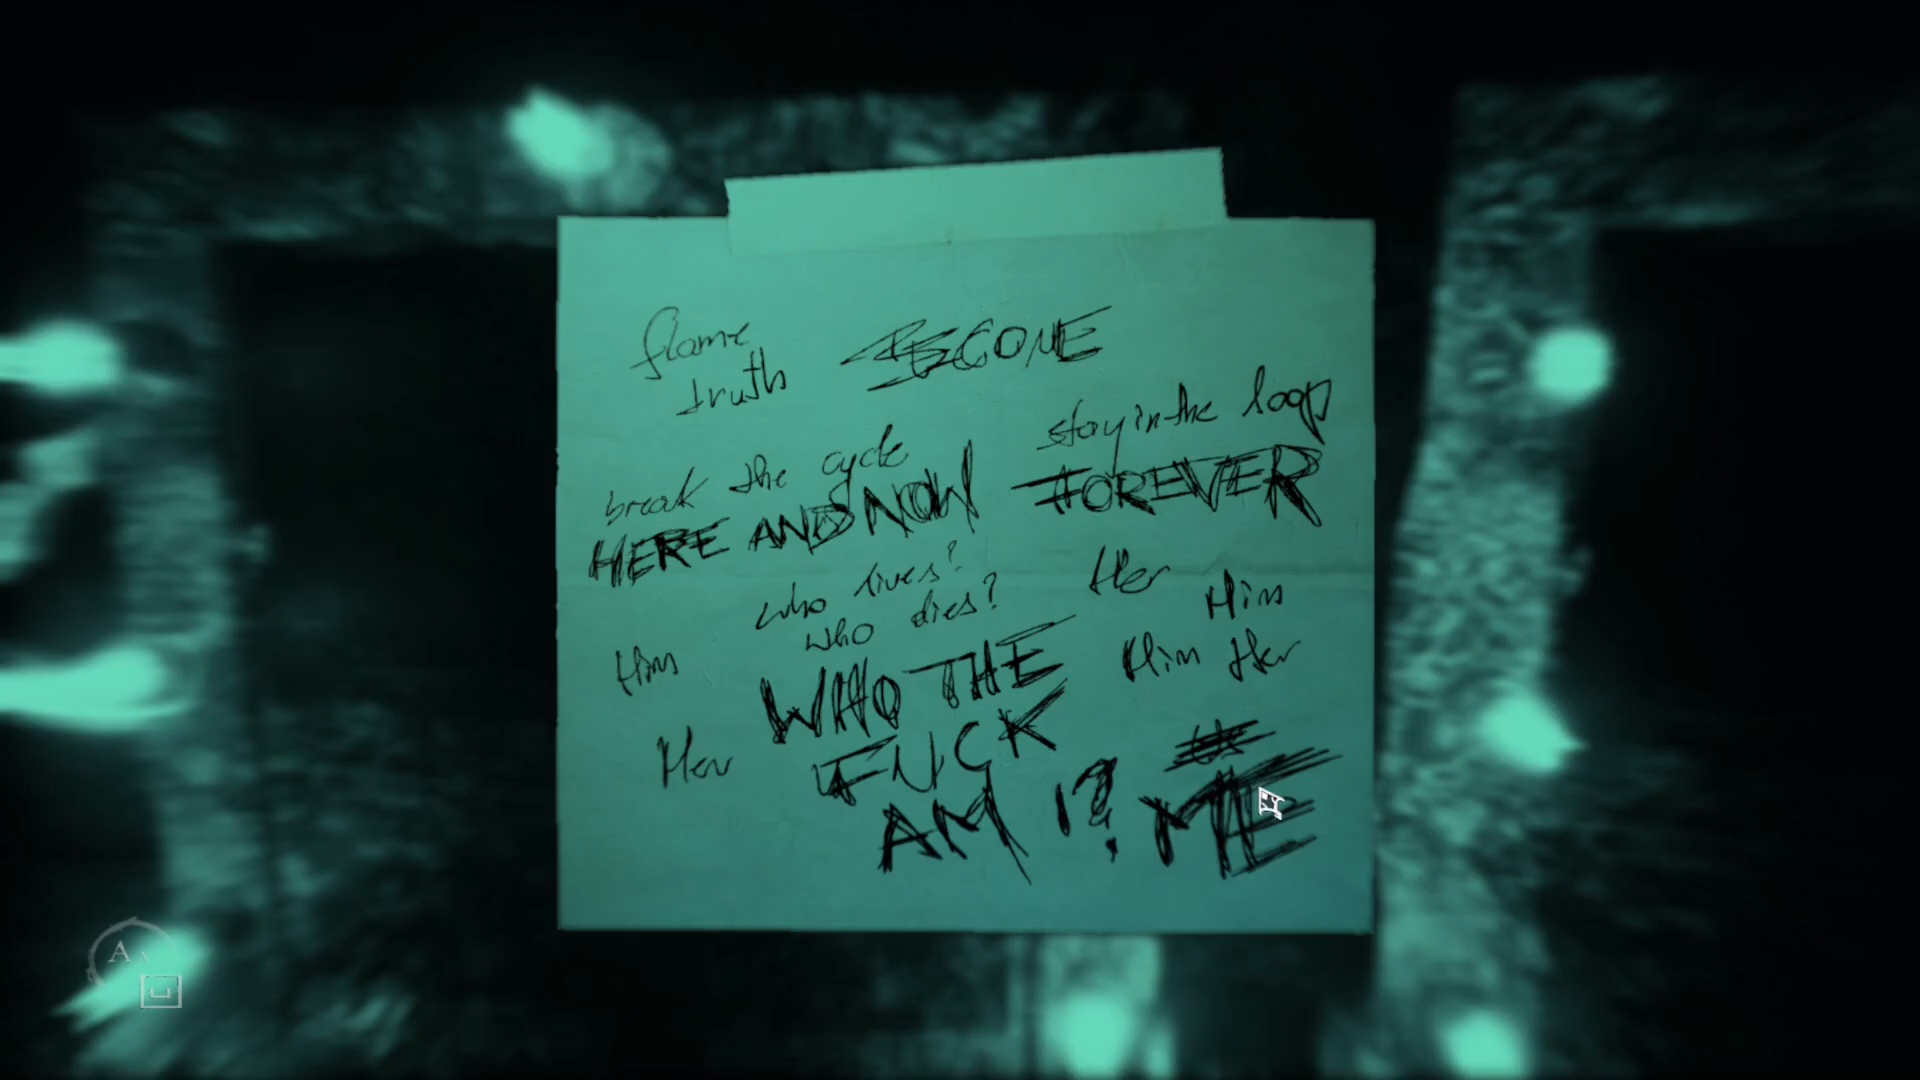 flame
truth
BECOME
break the cycle
HERE AND NOW
stay in the loop
FOREVER
who lives?
who dies?
Her
Him
Him
Him Her
WHO THE
FUCK
AM I?
Her
ME
A